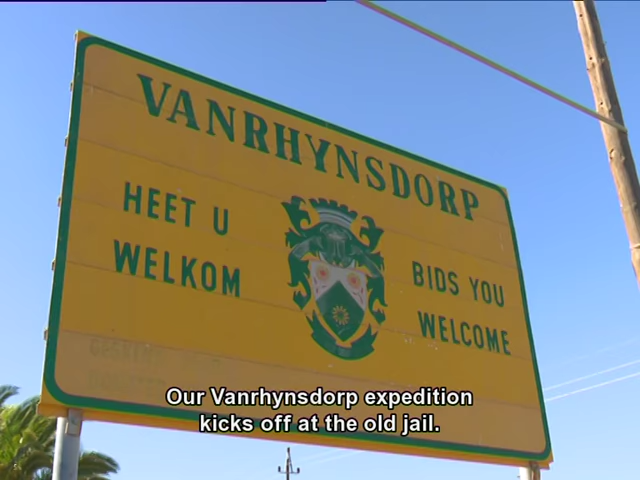 VANRHYNSDORP
HEET U
WELKOM
BIDS YOU
WELCOME
Our Vanrhynsdorp expedition
kicks off at the old jail.